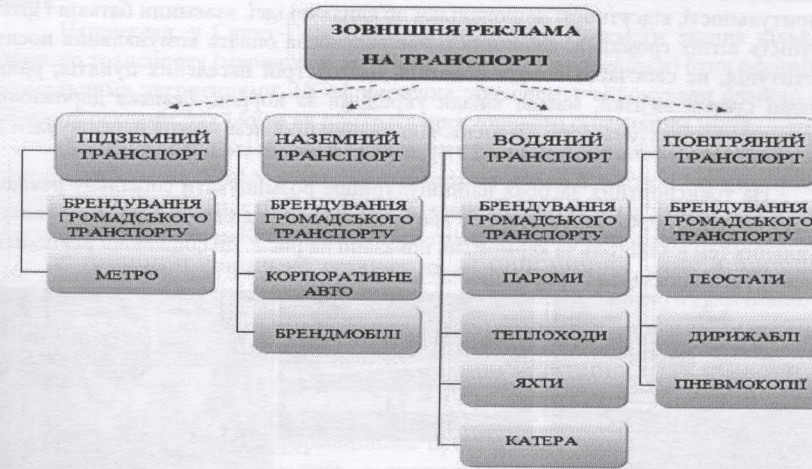 ЗОВНІШНЯ РЕКЛАМА
НА ТРАНСПОРТІ
ПІДЗЕМНИЙ
ТРАНСПОРТ
БРЕНДУВАННЯ
ГРОМАДСЬКОГО
ТРАНСПОРТУ
МЕТРО
НАЗЕМНИЙ
ТРАНСПОРТ
БРЕНДУВАННЯ
ГРОМАДСЬКОГО
ТРАНСПОРТУ
КОРПОРАТИВНЕ
АВТО
БРЕНДМОБІЛІ
ВОДЯНИЙ
ТРАНСПОРТ
БРЕНДУВАННЯ
ГРОМАДСЬКОГО
ТРАНСПОРТУ
ПАРОМИ
ТЕПЛОХОДИ
ЯХТИ
КАТЕРА
ПОВІТРЯНИЙ
ТРАНСПОРТ
БРЕНДУВАННЯ
ГРОМАДСЬКОГО
ТРАНСПОРТУ
ГЕОСТАТИ
ДИРИЖАБЛІ
ПНЕВМОКОПІЇ